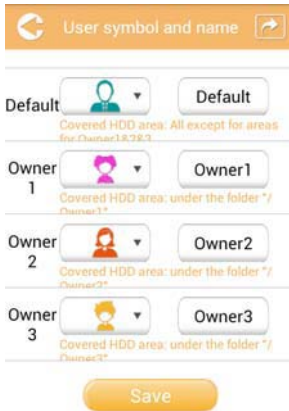 User symbol and name
Default
Default
Covered HDD area: All except for areas
for Owner1&2&3
Owner
1
Owner1
Covered HDD area: under the folder "/
Owner1"
Owner
2
Owner2
Covered HDD area: under the folder "/
Owner2"
Owner
3
Owner3
Covered HDD area: under the folder "/
Owner3"
Save